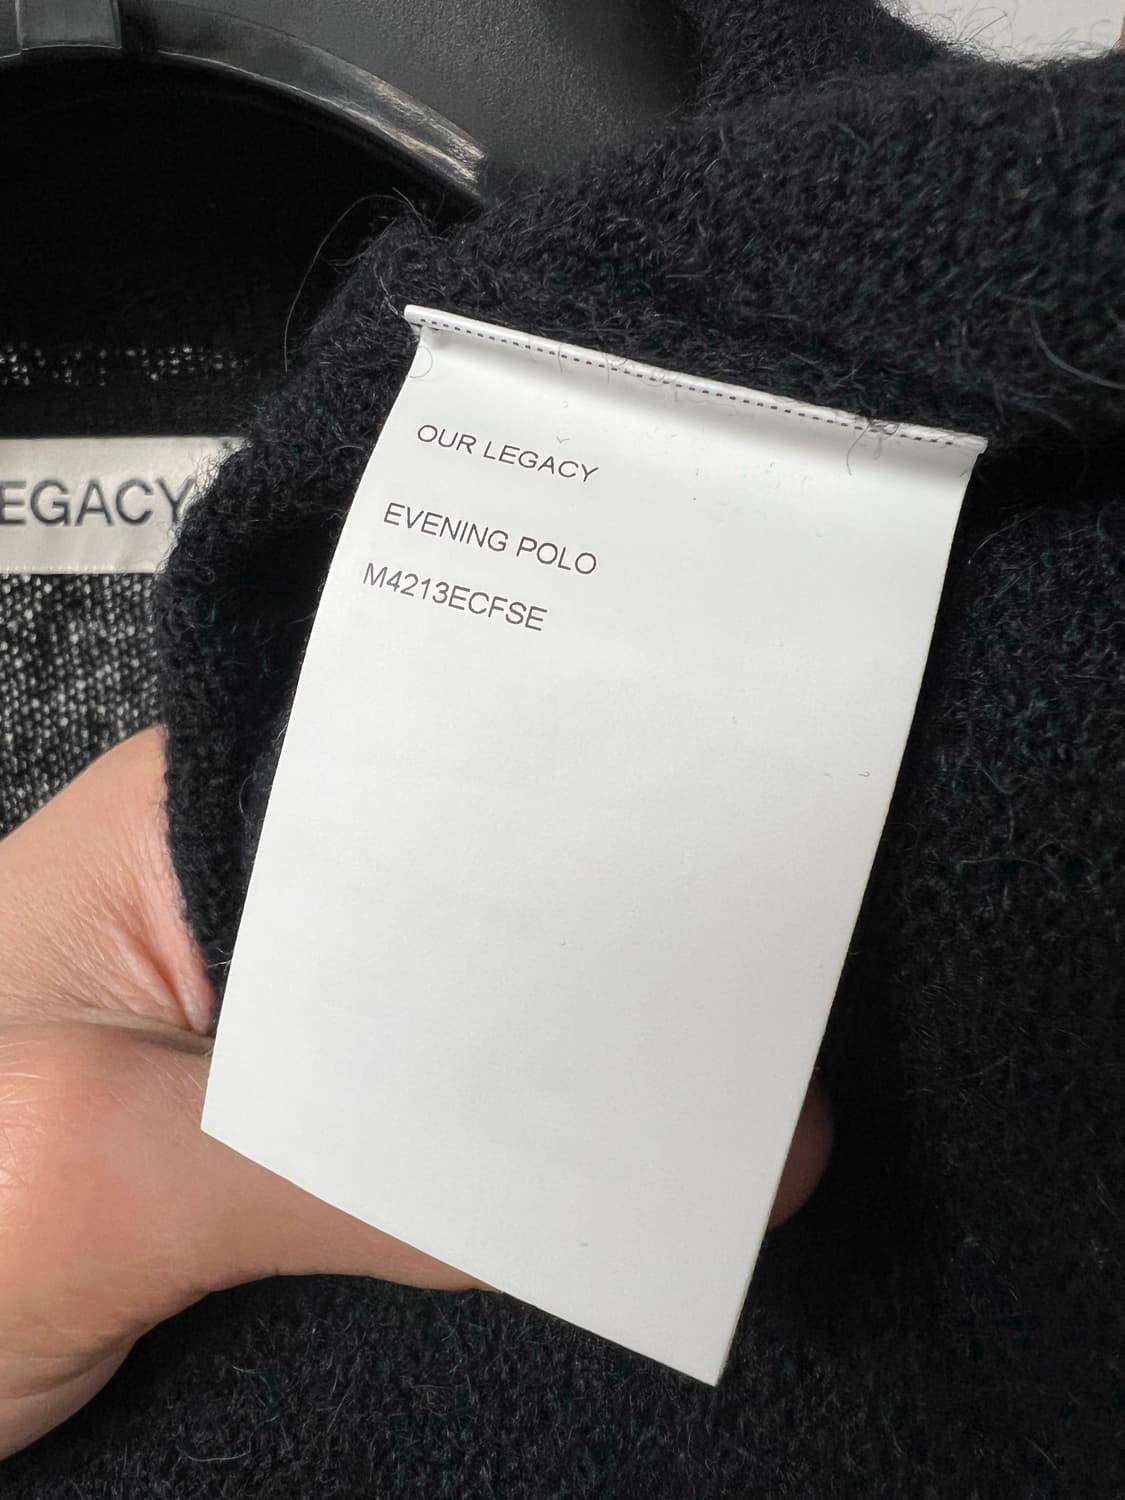 OUR LEGACY
EVENING POLO
M4213ECFSE
EGACY